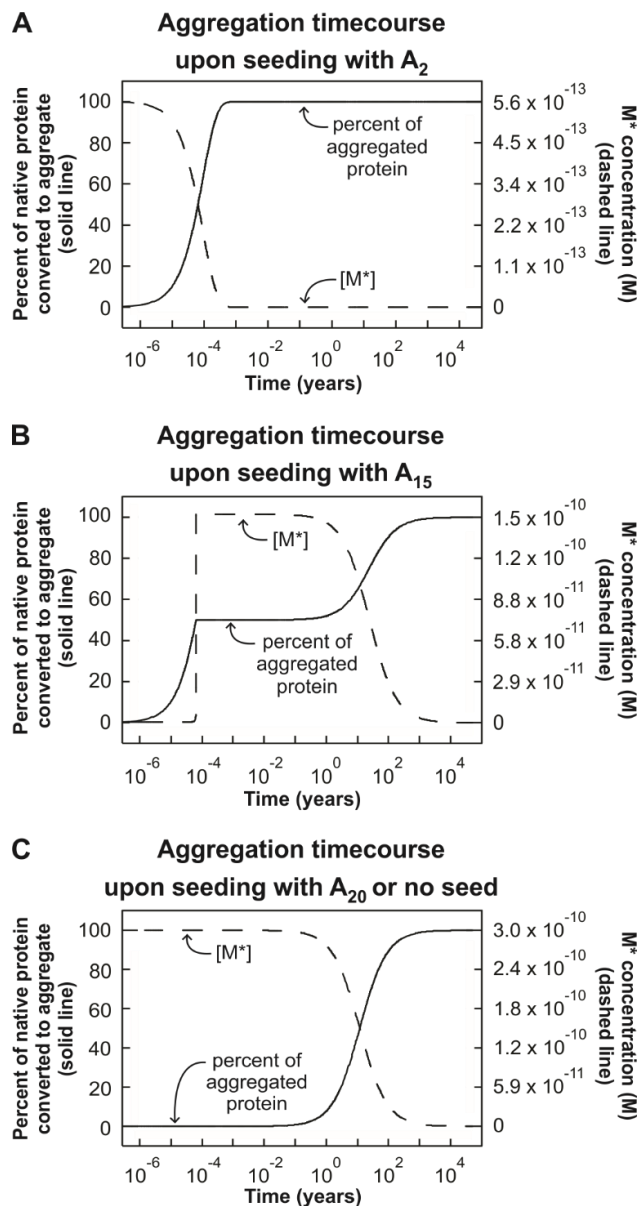 A
Aggregation timecourse
upon seeding with A₂
Percent of native protein
converted to aggregate
(solid line)
100
80
60
40
20
0
percent of
aggregated
protein
[M*]
5.6 x 10⁻¹³
4.5 x 10⁻¹³
3.4 x 10⁻¹³
2.2 x 10⁻¹³
1.1 x 10⁻¹³
0
M* concentration (M)
(dashed line)
10⁻⁶ 10⁻⁴ 10⁻² 10⁰ 10² 10⁴
Time (years)
B
Aggregation timecourse
upon seeding with A₁₅
Percent of native protein
converted to aggregate
(solid line)
100
80
60
40
20
0
[M*]
percent of
aggregated
protein
1.5 x 10⁻¹⁰
1.2 x 10⁻¹⁰
8.8 x 10⁻¹¹
5.8 x 10⁻¹¹
2.9 x 10⁻¹¹
0
M* concentration (M)
(dashed line)
10⁻⁶ 10⁻⁴ 10⁻² 10⁰ 10² 10⁴
Time (years)
C
Aggregation timecourse
upon seeding with A₂₀ or no seed
Percent of native protein
converted to aggregate
(solid line)
100
80
60
40
20
0
[M*]
percent of
aggregated
protein
3.0 x 10⁻¹⁰
2.4 x 10⁻¹⁰
1.8 x 10⁻¹⁰
1.2 x 10⁻¹⁰
5.9 x 10⁻¹¹
0
M* concentration (M)
(dashed line)
10⁻⁶ 10⁻⁴ 10⁻² 10⁰ 10² 10⁴
Time (years)